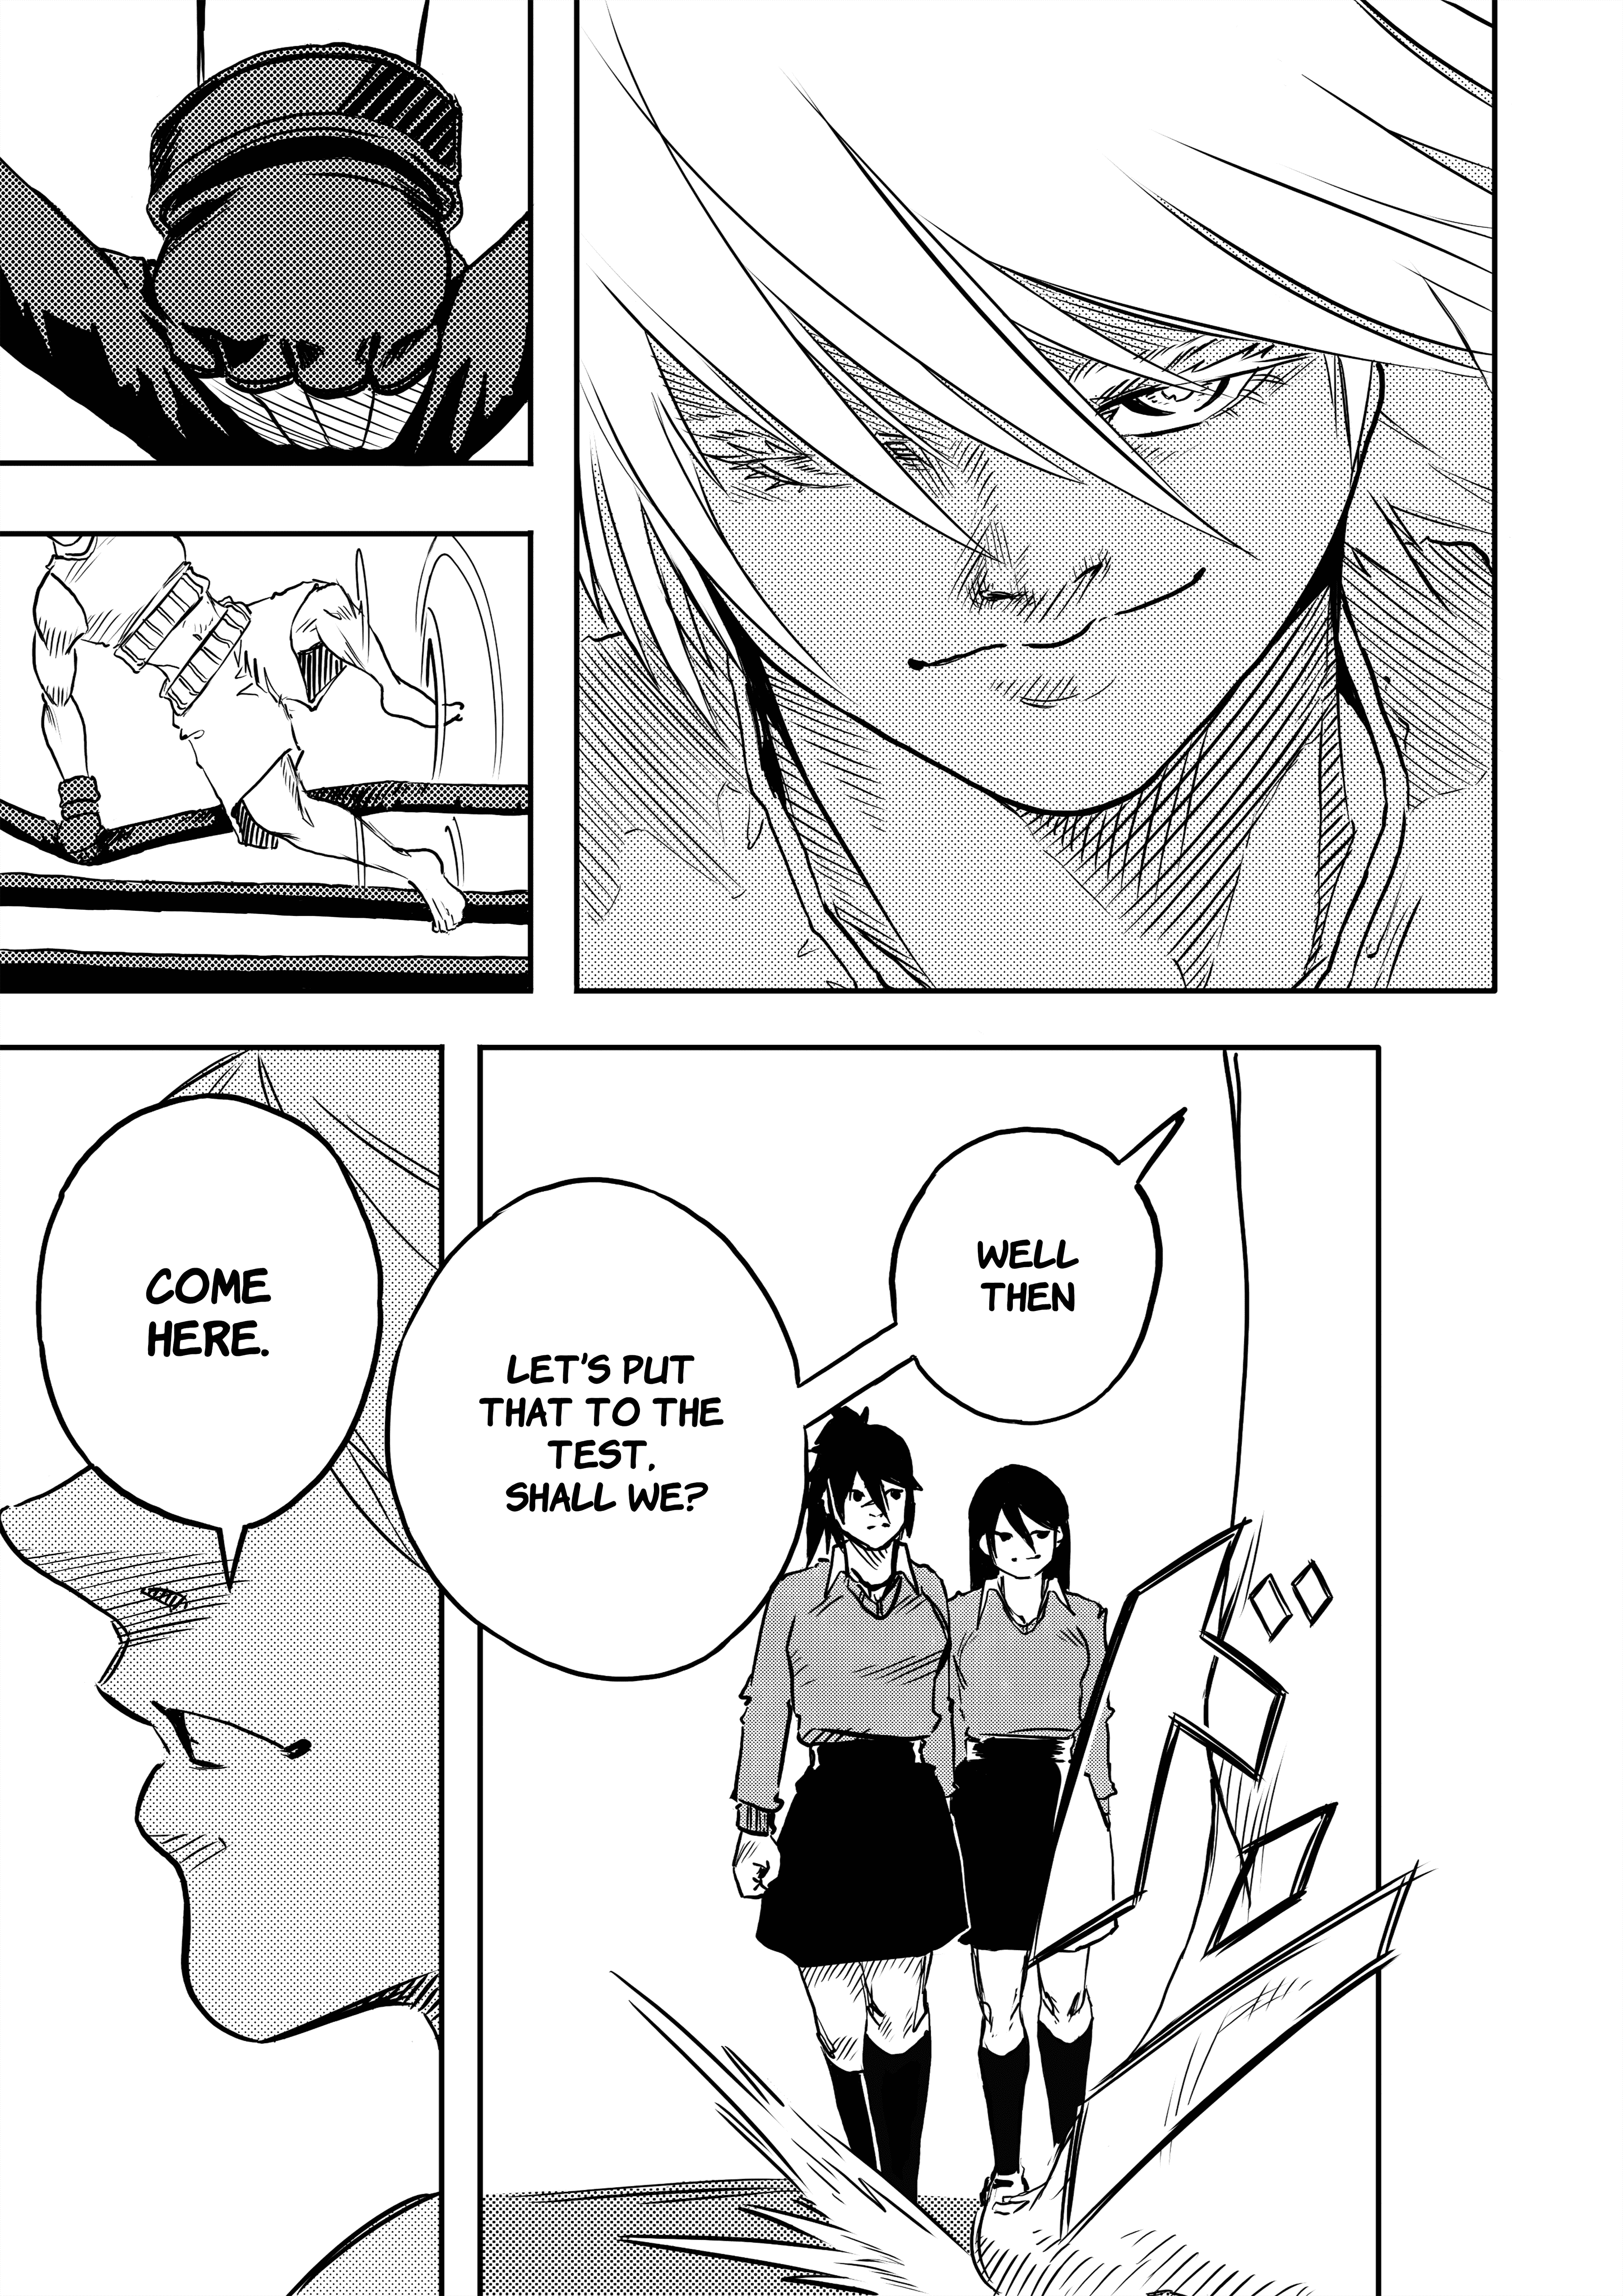 WELL
THEN
LET'S PUT
THAT TO THE
TEST.
SHALL WE?
COME
HERE.